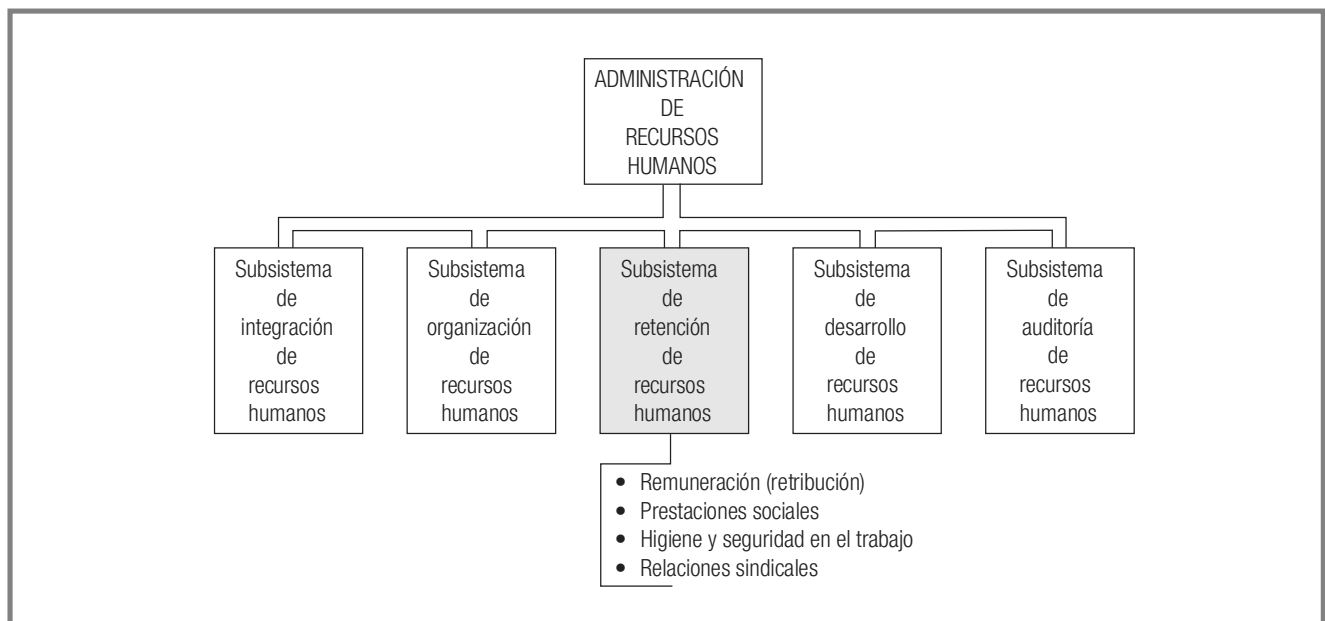 ADMINISTRACIÓN
DE
RECURSOS
HUMANOS
Subsistema
de
integración
de
recursos
humanos
Subsistema
de
organización
de
recursos
humanos
Subsistema
de
retención
de
recursos
humanos
Subsistema
de
desarrollo
de
recursos
humanos
Subsistema
de
auditoría
de
recursos
humanos
• Remuneración (retribución)
• Prestaciones sociales
• Higiene y seguridad en el trabajo
• Relaciones sindicales